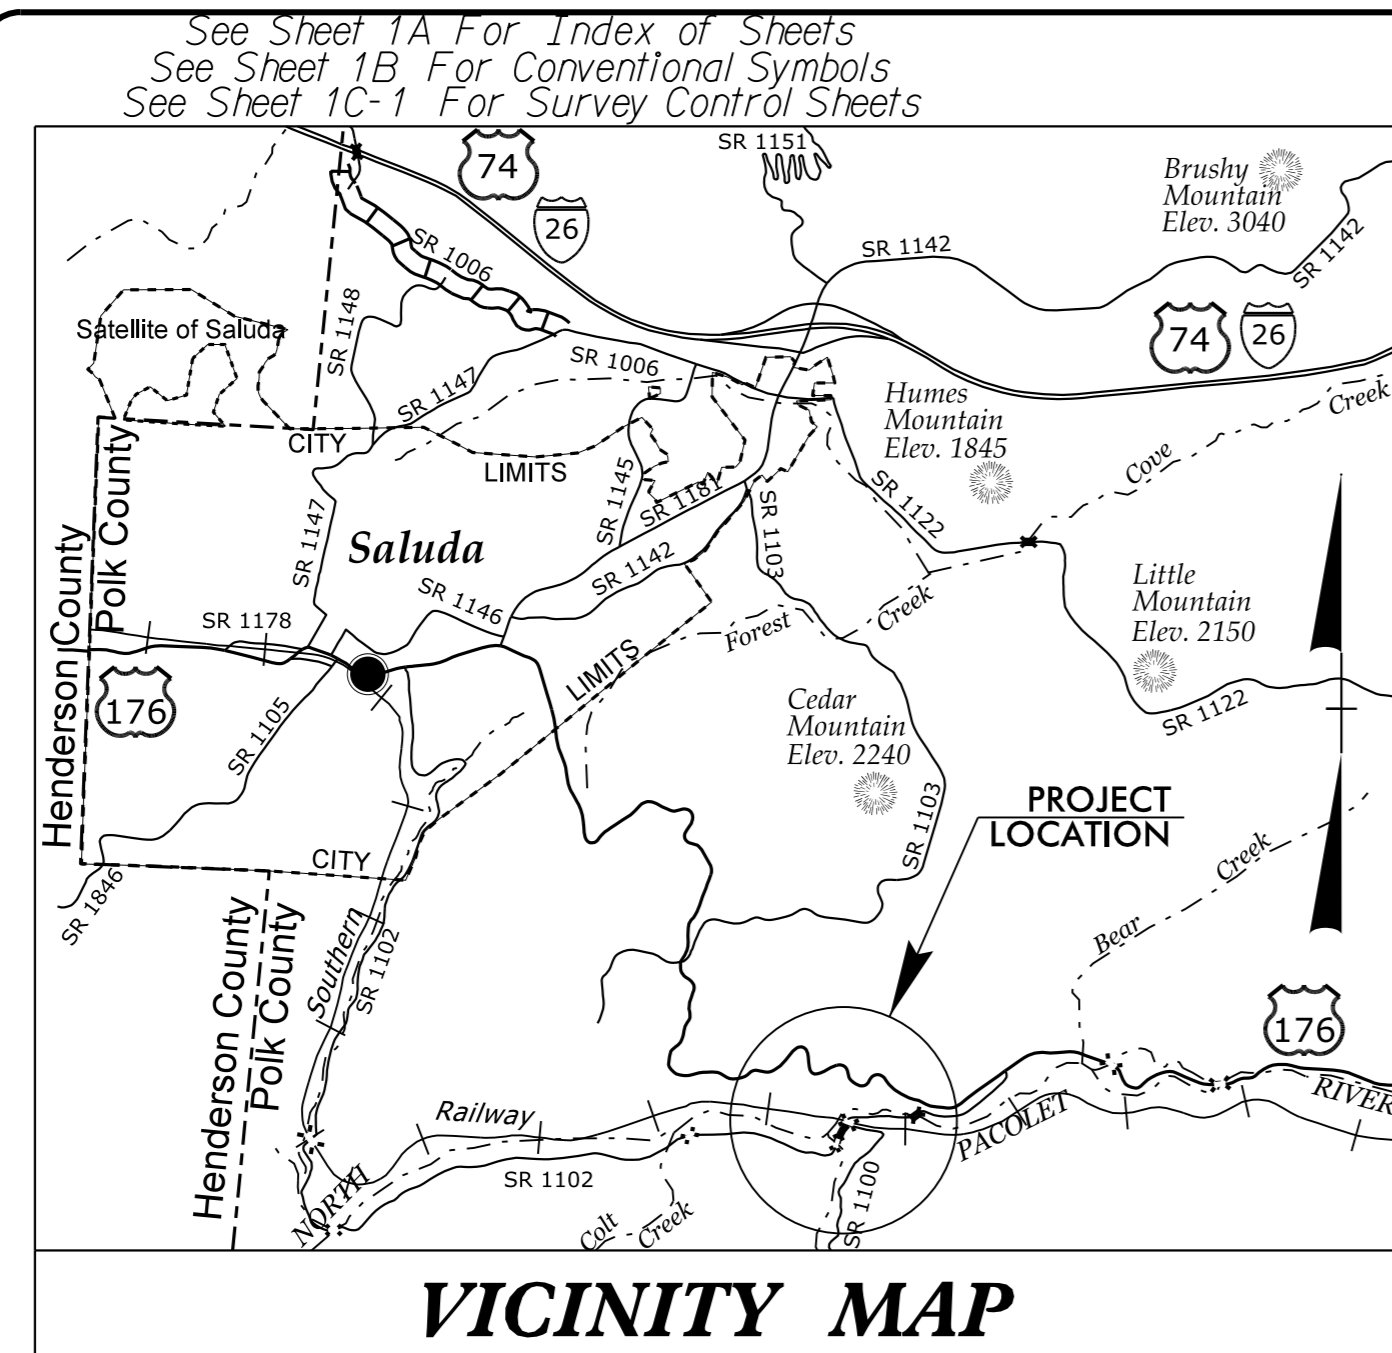 See Sheet 1A For Index of Sheets
See Sheet 1B For Conventional Symbols
See Sheet 1C-1 For Survey Control Sheets
SR 1151
74
26
Brushy
Mountain
Elev. 3040
SR 1142
SR 1142
SR 1006
SR 1148
Satellite of Saluda
74
26
SR 1006
SR 1147
Humes
Mountain
Elev. 1845
Creek
Cove
CITY
LIMITS
SR 1145
SR 1181
SR 1122
Polk County
Henderson County
SR 1147
Saluda
SR 1142
SR 1103
SR 1146
Little
Mountain
Elev. 2150
SR 1178
Forest
Creek
LIMITS
176
SR 1105
Cedar
Mountain
Elev. 2240
SR 1122
PROJECT
LOCATION
SR 1103
CITY
SR 1846
Creek
Bear
Henderson County
Polk County
Southern
SR 1102
176
RIVER
Railway
PACOLET
SR 1102
NORTH
SR 1100
Colt
Creek
VICINITY MAP